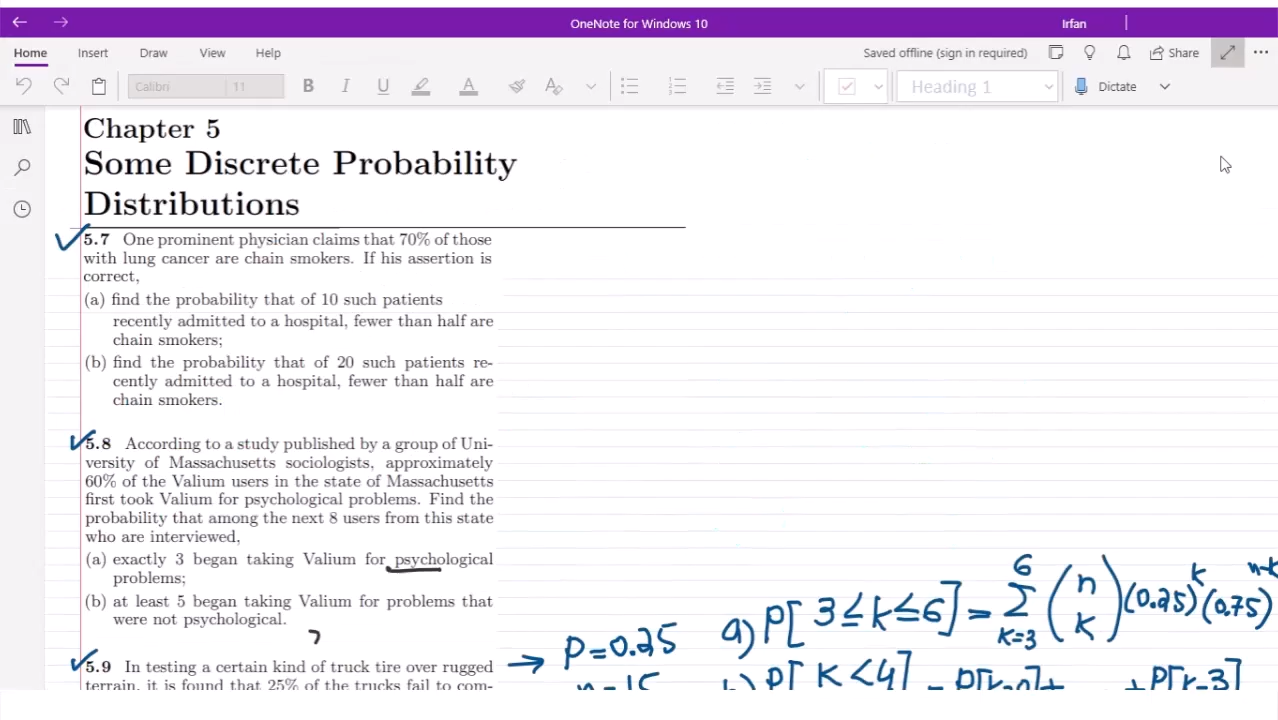 OneNote for Windows 10
Irfan
Home Insert Draw View Help
Saved offline (sign in required)
Share
Calibri 11
B I U A
Heading 1
Dictate
Chapter 5
Some Discrete Probability
Distributions
5.7 One prominent physician claims that 70% of those
with lung cancer are chain smokers. If his assertion is
correct,
(a) find the probability that of 10 such patients
recently admitted to a hospital, fewer than half are
chain smokers;
(b) find the probability that of 20 such patients re-
cently admitted to a hospital, fewer than half are
chain smokers.
5.8 According to a study published by a group of Uni-
versity of Massachusetts sociologists, approximately
60% of the Valium users in the state of Massachusetts
first took Valium for psychological problems. Find the
probability that among the next 8 users from this state
who are interviewed,
(a) exactly 3 began taking Valium for psychological
problems;
(b) at least 5 began taking Valium for problems that
were not psychological.
5.9 In testing a certain kind of truck tire over rugged
terrain, it is found that 25% of the trucks fail to com-
→ P=0.25
n=15
a) P[3≤k≤6] = 6 Σ k=3 (n k) (0.25)^k (0.75)^n-k
b) P[K<4] = P[k=0]+ +P[k=3]